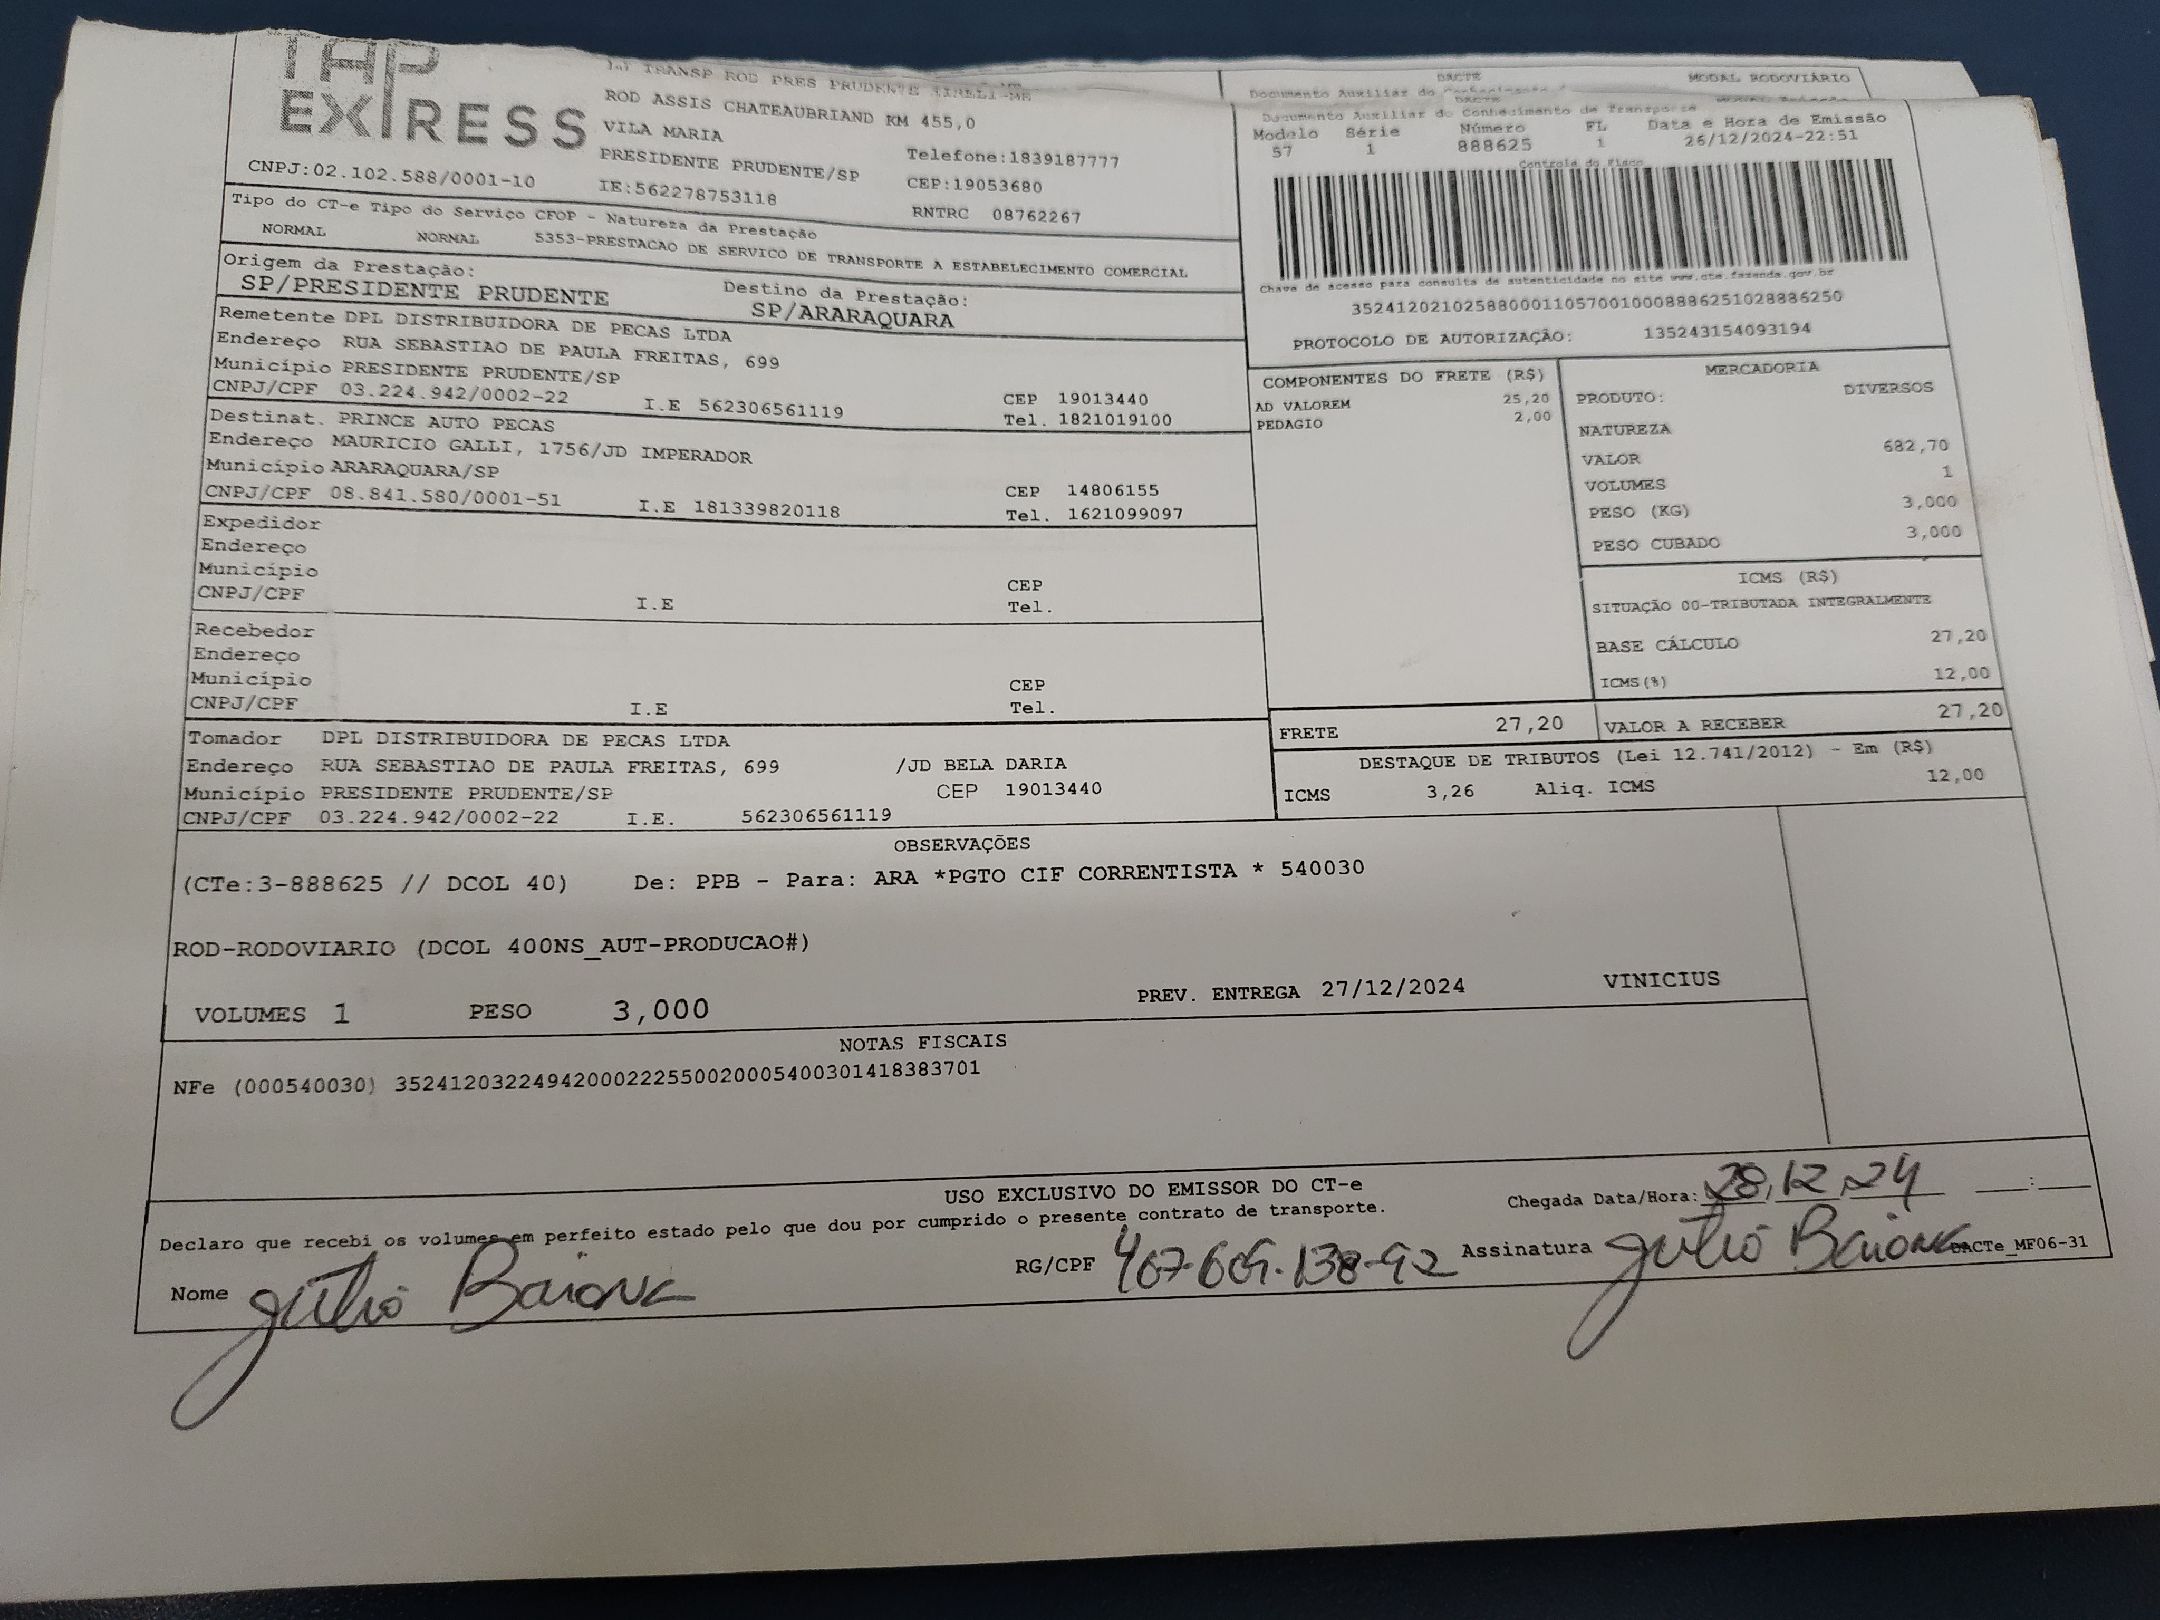 TAP
EXPRESS
TRANSP ROD PRES PRUDENTE EIRELI-ME
ROD ASSIS CHATEAUBRIAND KM 455,0
VILA MARIA
PRESIDENTE PRUDENTE/SP
Telefone:1839187777
CNPJ:02.102.588/0001-10
IE:562278753118
CEP:19053680
RNTRC 08762267
DACTE
MODAL RODOVIÁRIO
Documento Auxiliar do Conhecimento
DACTE
Documento Auxiliar do Conhecimento de Transporte
Modelo Série Número FL Data e Hora de Emissão
57 1 888625 1 26/12/2024-22:51
Controle do Fisco
Chave de acesso para consulta de autenticidade no site www.cte.fazenda.gov.br
35241202102588000110570010008886251028886250
PROTOCOLO DE AUTORIZAÇÃO: 135243154093194
Tipo do CT-e Tipo do Serviço CFOP - Natureza da Prestação
NORMAL NORMAL 5353-PRESTACAO DE SERVICO DE TRANSPORTE A ESTABELECIMENTO COMERCIAL
Origem da Prestação: Destino da Prestação:
SP/PRESIDENTE PRUDENTE SP/ARARAQUARA
Remetente DPL DISTRIBUIDORA DE PECAS LTDA
Endereço RUA SEBASTIAO DE PAULA FREITAS, 699
Município PRESIDENTE PRUDENTE/SP CEP 19013440
CNPJ/CPF 03.224.942/0002-22 I.E 562306561119 Tel. 1821019100
Destinat. PRINCE AUTO PECAS
Endereço MAURICIO GALLI, 1756/JD IMPERADOR
Município ARARAQUARA/SP CEP 14806155
CNPJ/CPF 08.841.580/0001-51 I.E 181339820118 Tel. 1621099097
Expedidor
Endereço
Município CEP
CNPJ/CPF I.E Tel.
Recebedor
Endereço
Município CEP
CNPJ/CPF I.E Tel.
Tomador DPL DISTRIBUIDORA DE PECAS LTDA
Endereço RUA SEBASTIAO DE PAULA FREITAS, 699 /JD BELA DARIA
Município PRESIDENTE PRUDENTE/SP CEP 19013440
CNPJ/CPF 03.224.942/0002-22 I.E. 562306561119
COMPONENTES DO FRETE (R$)
AD VALOREM 25,20
PEDAGIO 2,00
MERCADORIA
PRODUTO: DIVERSOS
NATUREZA
VALOR 682,70
VOLUMES 1
PESO (KG) 3,000
PESO CUBADO 3,000
ICMS (R$)
SITUAÇÃO 00-TRIBUTADA INTEGRALMENTE
BASE CÁLCULO 27,20
ICMS(%) 12,00
FRETE 27,20 VALOR A RECEBER 27,20
DESTAQUE DE TRIBUTOS (Lei 12.741/2012) - Em (R$)
ICMS 3,26 Aliq. ICMS 12,00
OBSERVAÇÕES
(CTe:3-888625 // DCOL 40) De: PPB - Para: ARA *PGTO CIF CORRENTISTA * 540030
ROD-RODOVIARIO (DCOL 400NS_AUT-PRODUCAO#)
VOLUMES 1 PESO 3,000 PREV. ENTREGA 27/12/2024 VINICIUS
NOTAS FISCAIS
NFe (000540030) 35241203224942000222550020005400301418383701
USO EXCLUSIVO DO EMISSOR DO CT-e
Declaro que recebi os volumes em perfeito estado pelo que dou por cumprido o presente contrato de transporte.
Chegada Data/Hora: 28,12,24 :
Nome Julio Baiona RG/CPF 467.609.138-92 Assinatura Julio Baiona DACTe_MF06-31